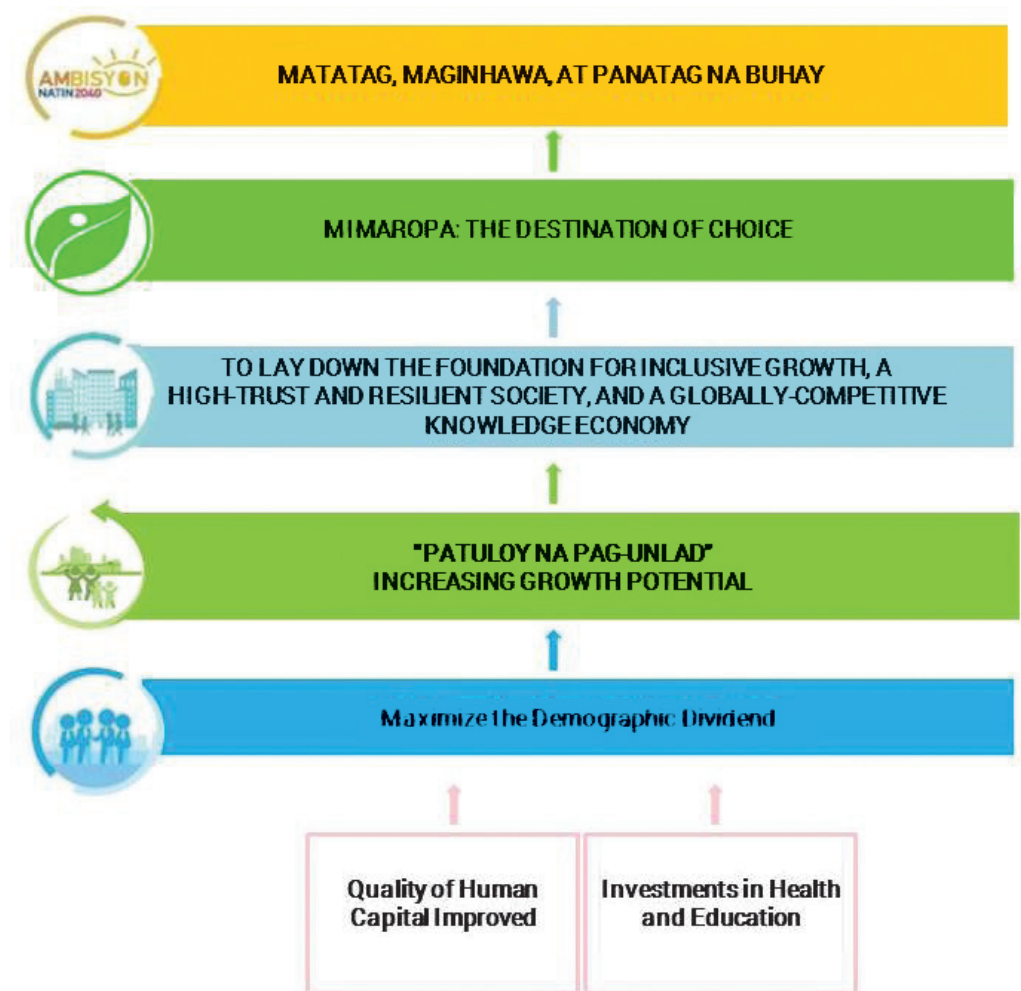 AMBISYON
NATIN 2040
MATATAG, MAGINHAWA, AT PANATAG NA BUHAY
MIMAROPA: THE DESTINATION OF CHOICE
TO LAY DOWN THE FOUNDATION FOR INCLUSIVE GROWTH, A
HIGH-TRUST AND RESILIENT SOCIETY, AND A GLOBALLY-COMPETITIVE
KNOWLEDGE ECONOMY
"PATULOY NA PAG-UNLAD"
INCREASING GROWTH POTENTIAL
Maximize the Demographic Dividend
Quality of Human
Capital Improved
Investments in Health
and Education